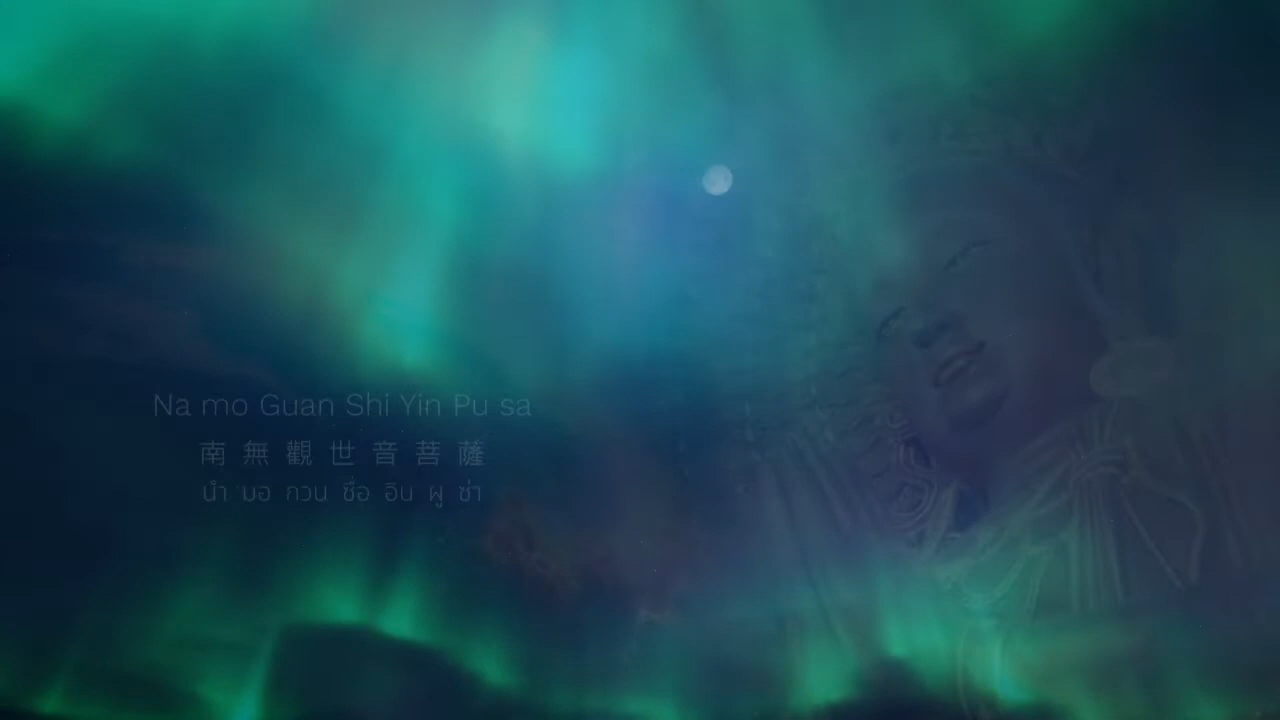 Na mo Guan Shi Yin Pu sa
南 無 觀 世 音 菩 薩
นำ มอ กวน ซื่อ อิน ผู ซ่า